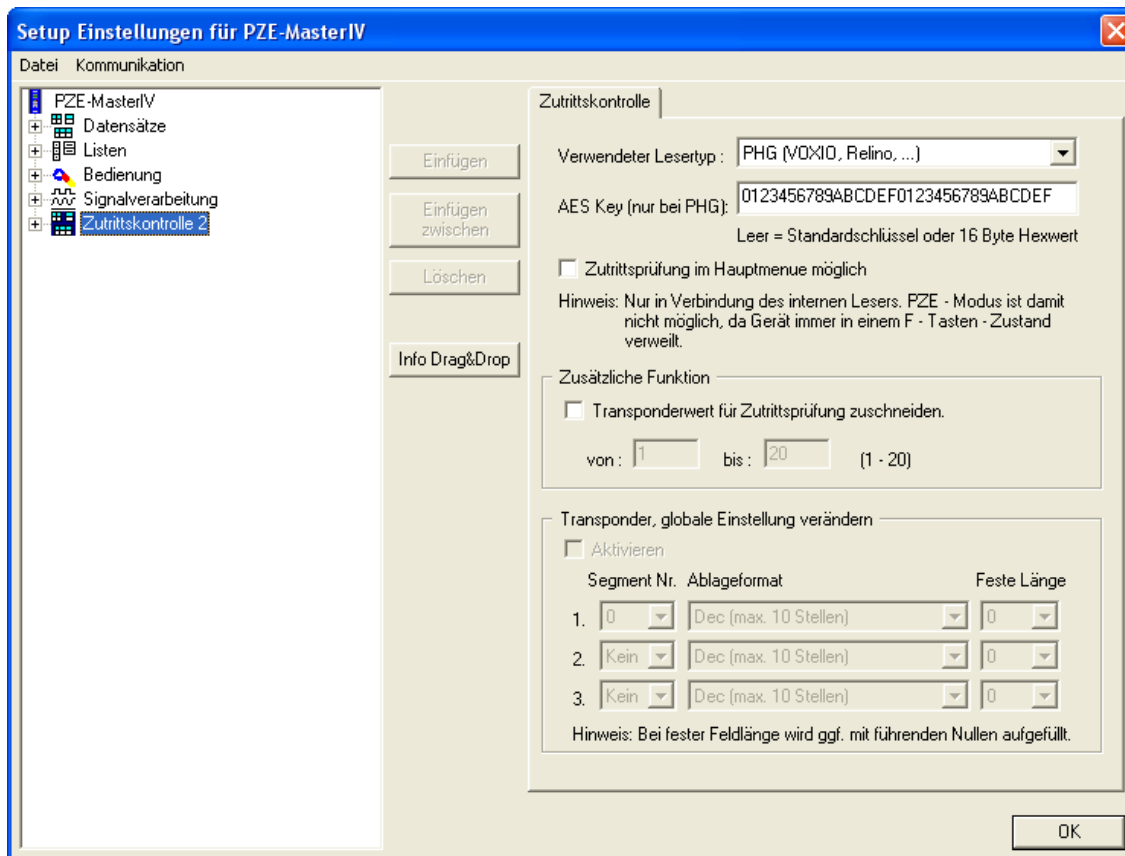 Setup Einstellungen für PZE-MasterIV
Datei Kommunikation
PZE-MasterIV
Datensätze
Listen
Bedienung
Signalverarbeitung
Zutrittskontrolle 2
Einfügen
Einfügen
zwischen
Löschen
Info Drag&Drop
Zutrittskontrolle
Verwendeter Lesertyp : PHG (VOXIO, Relino, ...)
AES Key (nur bei PHG): 0123456789ABCDEF0123456789ABCDEF
Leer = Standardschlüssel oder 16 Byte Hexwert
Zutrittsprüfung im Hauptmenue möglich
Hinweis: Nur in Verbindung des internen Lesers. PZE - Modus ist damit
nicht möglich, da Gerät immer in einem F - Tasten - Zustand
verweilt.
Zusätzliche Funktion
Transponderwert für Zutrittsprüfung zuschneiden.
von : 1 bis : 20 (1 - 20)
Transponder, globale Einstellung verändern
Aktivieren
Segment Nr. Ablageformat Feste Länge
1. 0 Dec (max. 10 Stellen) 0
2. Kein Dec (max. 10 Stellen) 0
3. Kein Dec (max. 10 Stellen) 0
Hinweis: Bei fester Feldlänge wird ggf. mit führenden Nullen aufgefüllt.
OK